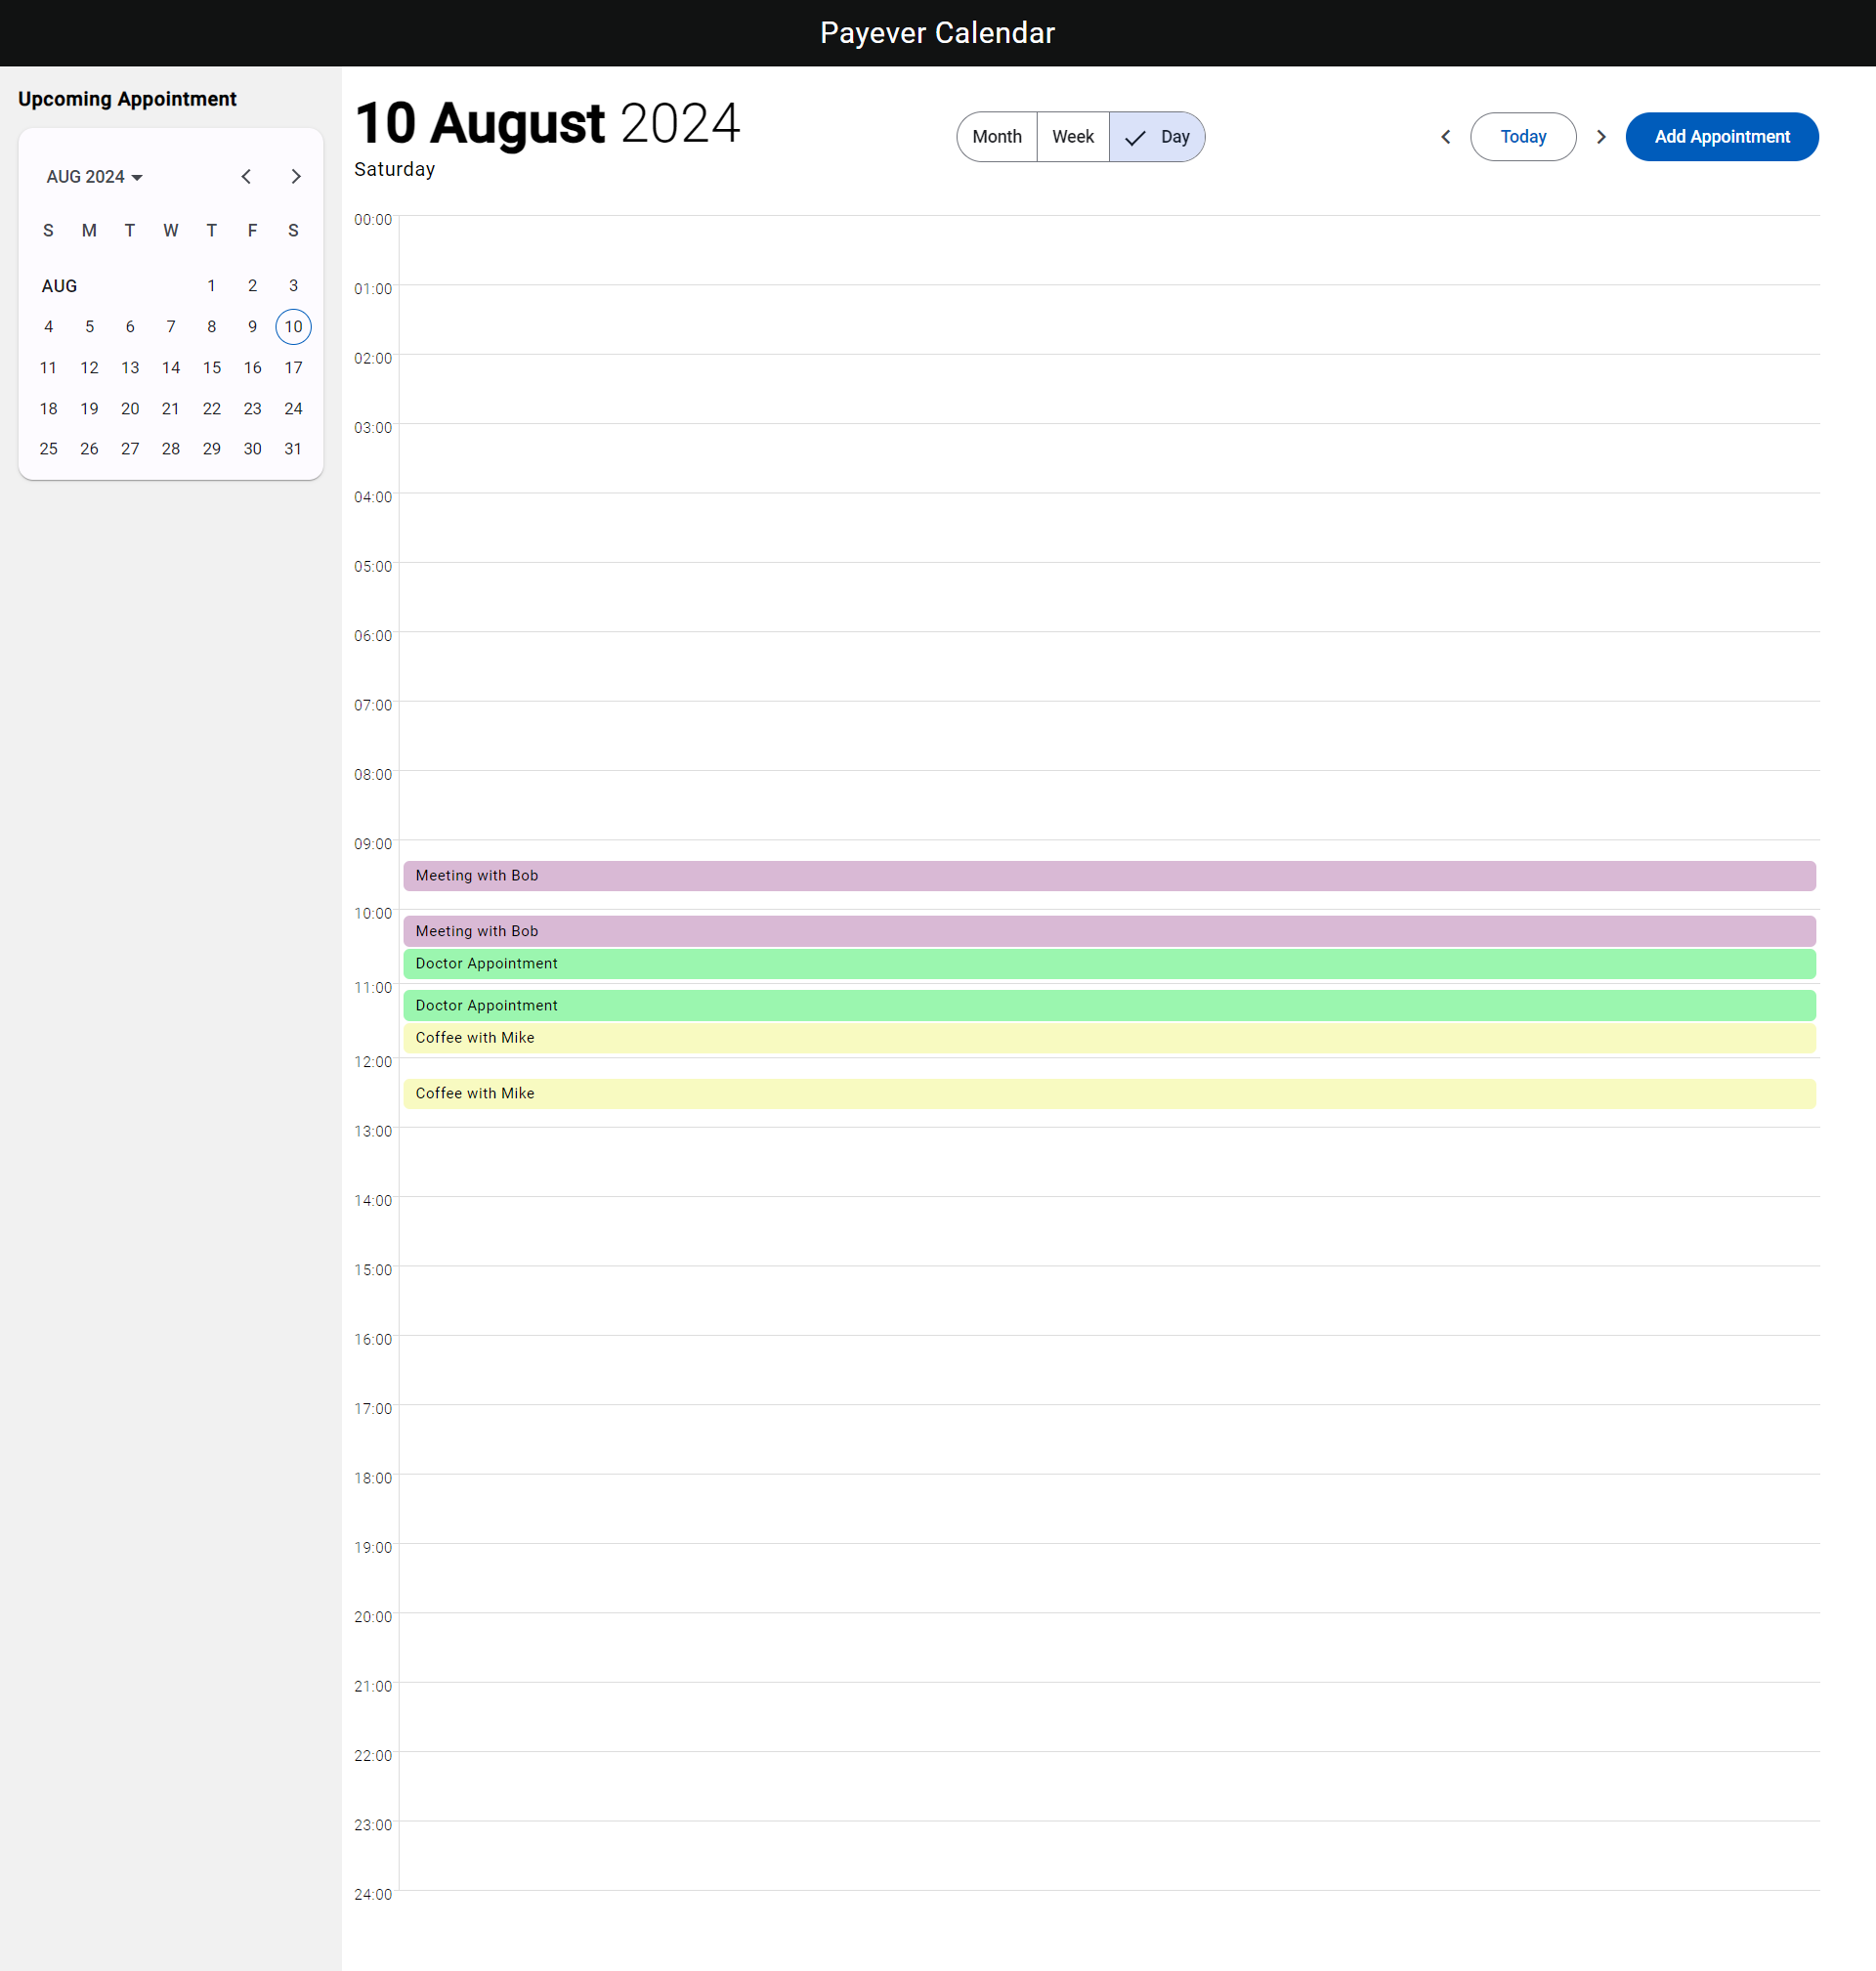 Payever Calendar
Upcoming Appointment
AUG 2024
S M T W T F S
AUG 1 2 3
4 5 6 7 8 9 10
11 12 13 14 15 16 17
18 19 20 21 22 23 24
25 26 27 28 29 30 31
10 August 2024
Saturday
Month Week Day
Today
Add Appointment
00:00
01:00
02:00
03:00
04:00
05:00
06:00
07:00
08:00
09:00
Meeting with Bob
10:00
Meeting with Bob
Doctor Appointment
11:00
Doctor Appointment
Coffee with Mike
12:00
Coffee with Mike
13:00
14:00
15:00
16:00
17:00
18:00
19:00
20:00
21:00
22:00
23:00
24:00